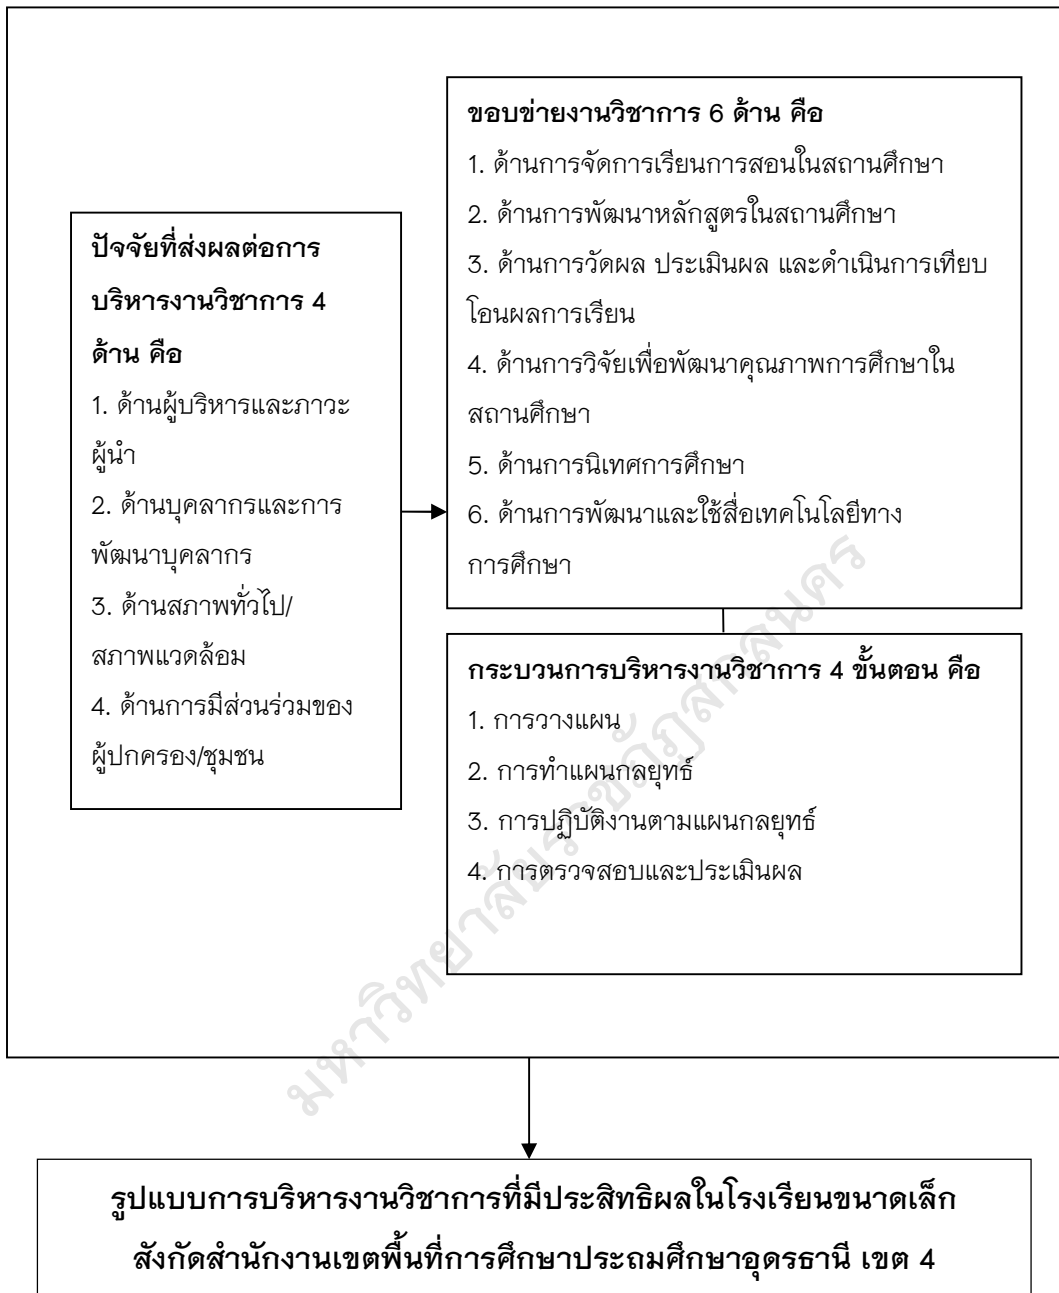 ปัจจัยที่ส่งผลต่อการ
บริหารงานวิชาการ 4
ด้าน คือ
1. ด้านผู้บริหารและภาวะ
ผู้นำ
2. ด้านบุคลากรและการ
พัฒนาบุคลากร
3. ด้านสภาพทั่วไป/
สภาพแวดล้อม
4. ด้านการมีส่วนร่วมของ
ผู้ปกครอง/ชุมชน
ขอบข่ายงานวิชาการ 6 ด้าน คือ
1. ด้านการจัดการเรียนการสอนในสถานศึกษา
2. ด้านการพัฒนาหลักสูตรในสถานศึกษา
3. ด้านการวัดผล ประเมินผล และดำเนินการเทียบ
โอนผลการเรียน
4. ด้านการวิจัยเพื่อพัฒนาคุณภาพการศึกษาใน
สถานศึกษา
5. ด้านการนิเทศการศึกษา
6. ด้านการพัฒนาและใช้สื่อเทคโนโลยีทาง
การศึกษา
กระบวนการบริหารงานวิชาการ 4 ขั้นตอน คือ
1. การวางแผน
2. การทำแผนกลยุทธ์
3. การปฏิบัติงานตามแผนกลยุทธ์
4. การตรวจสอบและประเมินผล
มหาวิทยาลัยราชภัฏสกลนคร
รูปแบบการบริหารงานวิชาการที่มีประสิทธิผลในโรงเรียนขนาดเล็ก
สังกัดสำนักงานเขตพื้นที่การศึกษาประถมศึกษาอุดรธานี เขต 4